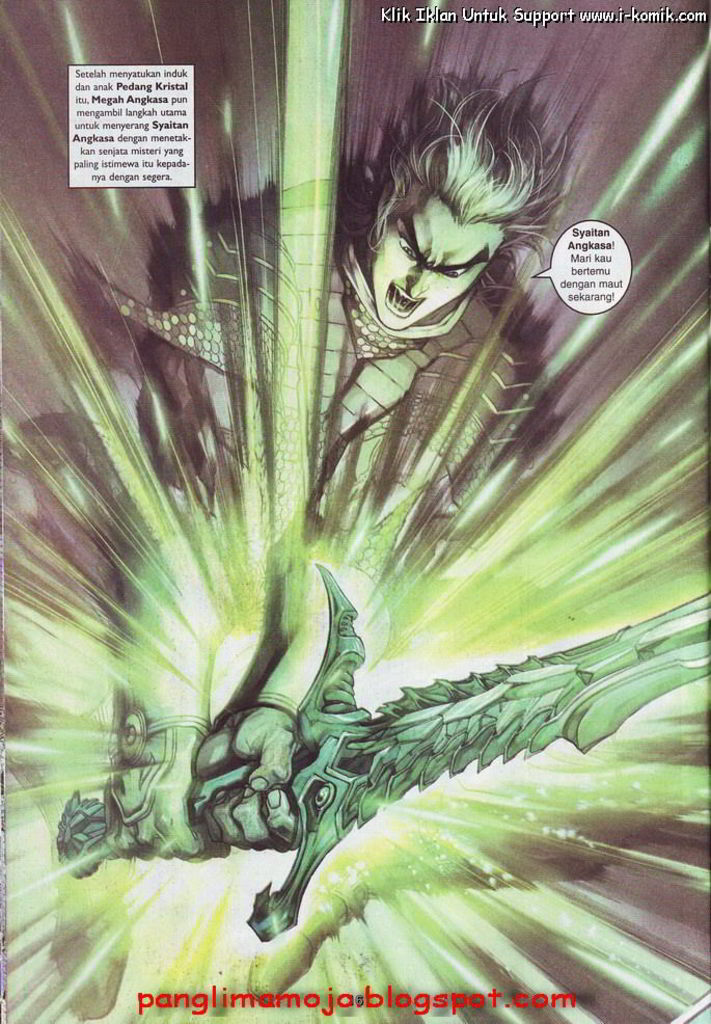 Klik Iklan Untuk Support www.i-komik.com
Setelah menyatukan induk
dan anak Pedang Kristal
itu, Megah Angkasa pun
mengambil langkah utama
untuk menyerang Syaitan
Angkasa dengan menetak-
kan senjata misteri yang
paling istimewa itu kepada-
nya dengan segera.
Syaitan
Angkasa!
Mari kau
bertemu
dengan maut
sekarang!
panglimamoja.blogspot.com